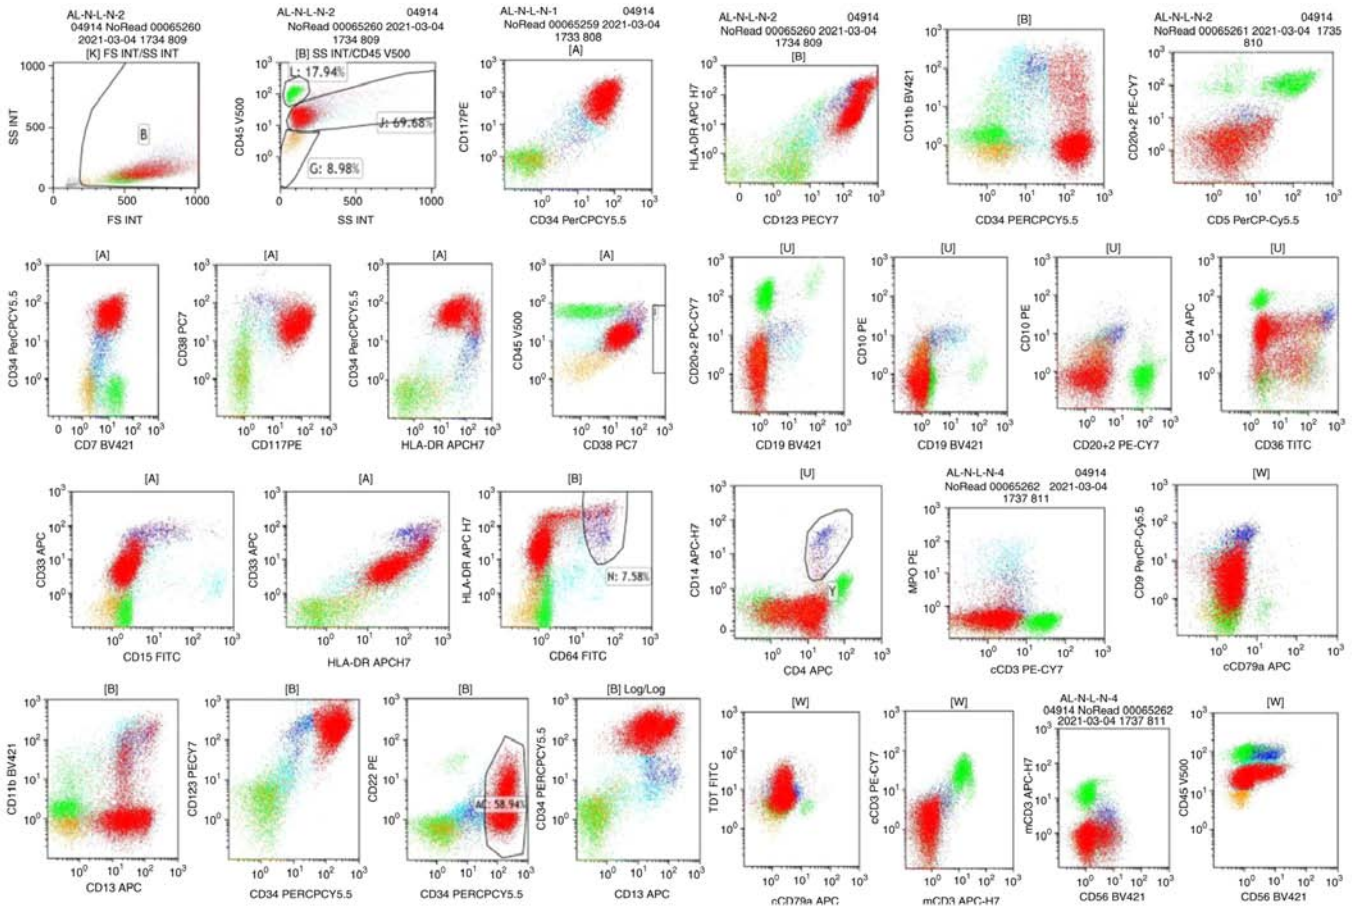 AL-N-L-N-2
04914 NoRead 00065260
2021-03-04 1734 809
[K] FS INT/SS INT
SS INT
1000
500
0
B
0
500
1000
FS INT
AL-N-L-N-2 04914
NoRead 00065260 2021-03-04
1734 809
[B] SS INT/CD45 V500
CD45 V500
L: 17.94%
J: 69.68%
G: 8.98%
0
500
1000
SS INT
AL-N-L-N-1 04914
NoRead 00065259 2021-03-04
1733 808
[A]
CD117PE
CD34 PerCPCY5.5
AL-N-L-N-2 04914
NoRead 00065260 2021-03-04
1734 809
[B]
HLA-DR APC H7
CD123 PECY7
[B]
CD11b BV421
CD34 PERCPCY5.5
AL-N-L-N-2 04914
NoRead 00065261 2021-03-04 1735
810
CD20+2 PE-CY7
CD5 PerCP-Cy5.5
[A]
CD34 PerCPCY5.5
CD7 BV421
[A]
CD38 PC7
CD117PE
[A]
CD34 PerCPCY5.5
HLA-DR APCH7
[A]
CD45 V500
CD38 PC7
[U]
CD20+2 PC-CY7
CD19 BV421
[U]
CD10 PE
CD19 BV421
[U]
CD10 PE
CD20+2 PE-CY7
[U]
CD4 APC
CD36 TITC
[A]
CD33 APC
CD15 FITC
[A]
CD33 APC
HLA-DR APCH7
[B]
HLA-DR APC H7
N: 7.58%
CD64 FITC
[U]
CD14 APC-H7
Y
CD4 APC
AL-N-L-N-4 04914
NoRead 00065262 2021-03-04
1737 811
MPO PE
cCD3 PE-CY7
[W]
CD9 PerCP-Cy5.5
cCD79a APC
[B]
CD11b BV421
CD13 APC
[B]
CD123 PECY7
CD34 PERCPCY5.5
[B]
CD22 PE
AC: 58.94%
CD34 PERCPCY5.5
[B] Log/Log
CD34 PERCPCY5.5
CD13 APC
[W]
TDT FITC
cCD79a APC
[W]
cCD3 PE-CY7
mCD3 APC-H7
AL-N-L-N-4
04914 NoRead 00065262
2021-03-04 1737 811
mCD3 APC-H7
CD56 BV421
[W]
CD45 V500
CD56 BV421